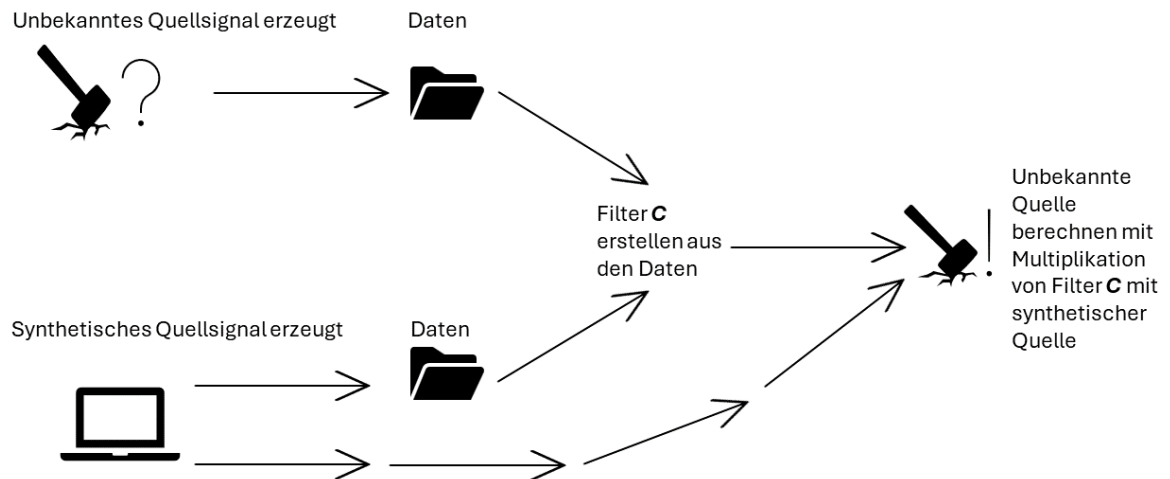 Unbekanntes Quellsignal erzeugt
Daten
?
Filter C
erstellen aus
den Daten
Unbekannte
Quelle
berechnen mit
Multiplikation
von Filter C mit
synthetischer
Quelle
!
Synthetisches Quellsignal erzeugt
Daten